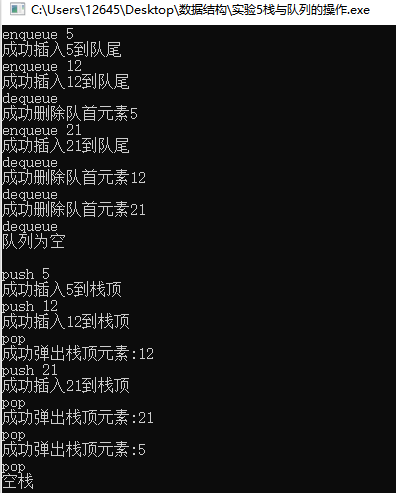 C:\Users\12645\Desktop\数据结构\实验5栈与队列的操作.exe
enqueue 5
成功插入5到队尾
enqueue 12
成功插入12到队尾
dequeue
成功删除队首元素5
enqueue 21
成功插入21到队尾
dequeue
成功删除队首元素12
dequeue
成功删除队首元素21
dequeue
队列为空
push 5
成功插入5到栈顶
push 12
成功插入12到栈顶
pop
成功弹出栈顶元素:12
push 21
成功插入21到栈顶
pop
成功弹出栈顶元素:21
pop
成功弹出栈顶元素:5
pop
空栈